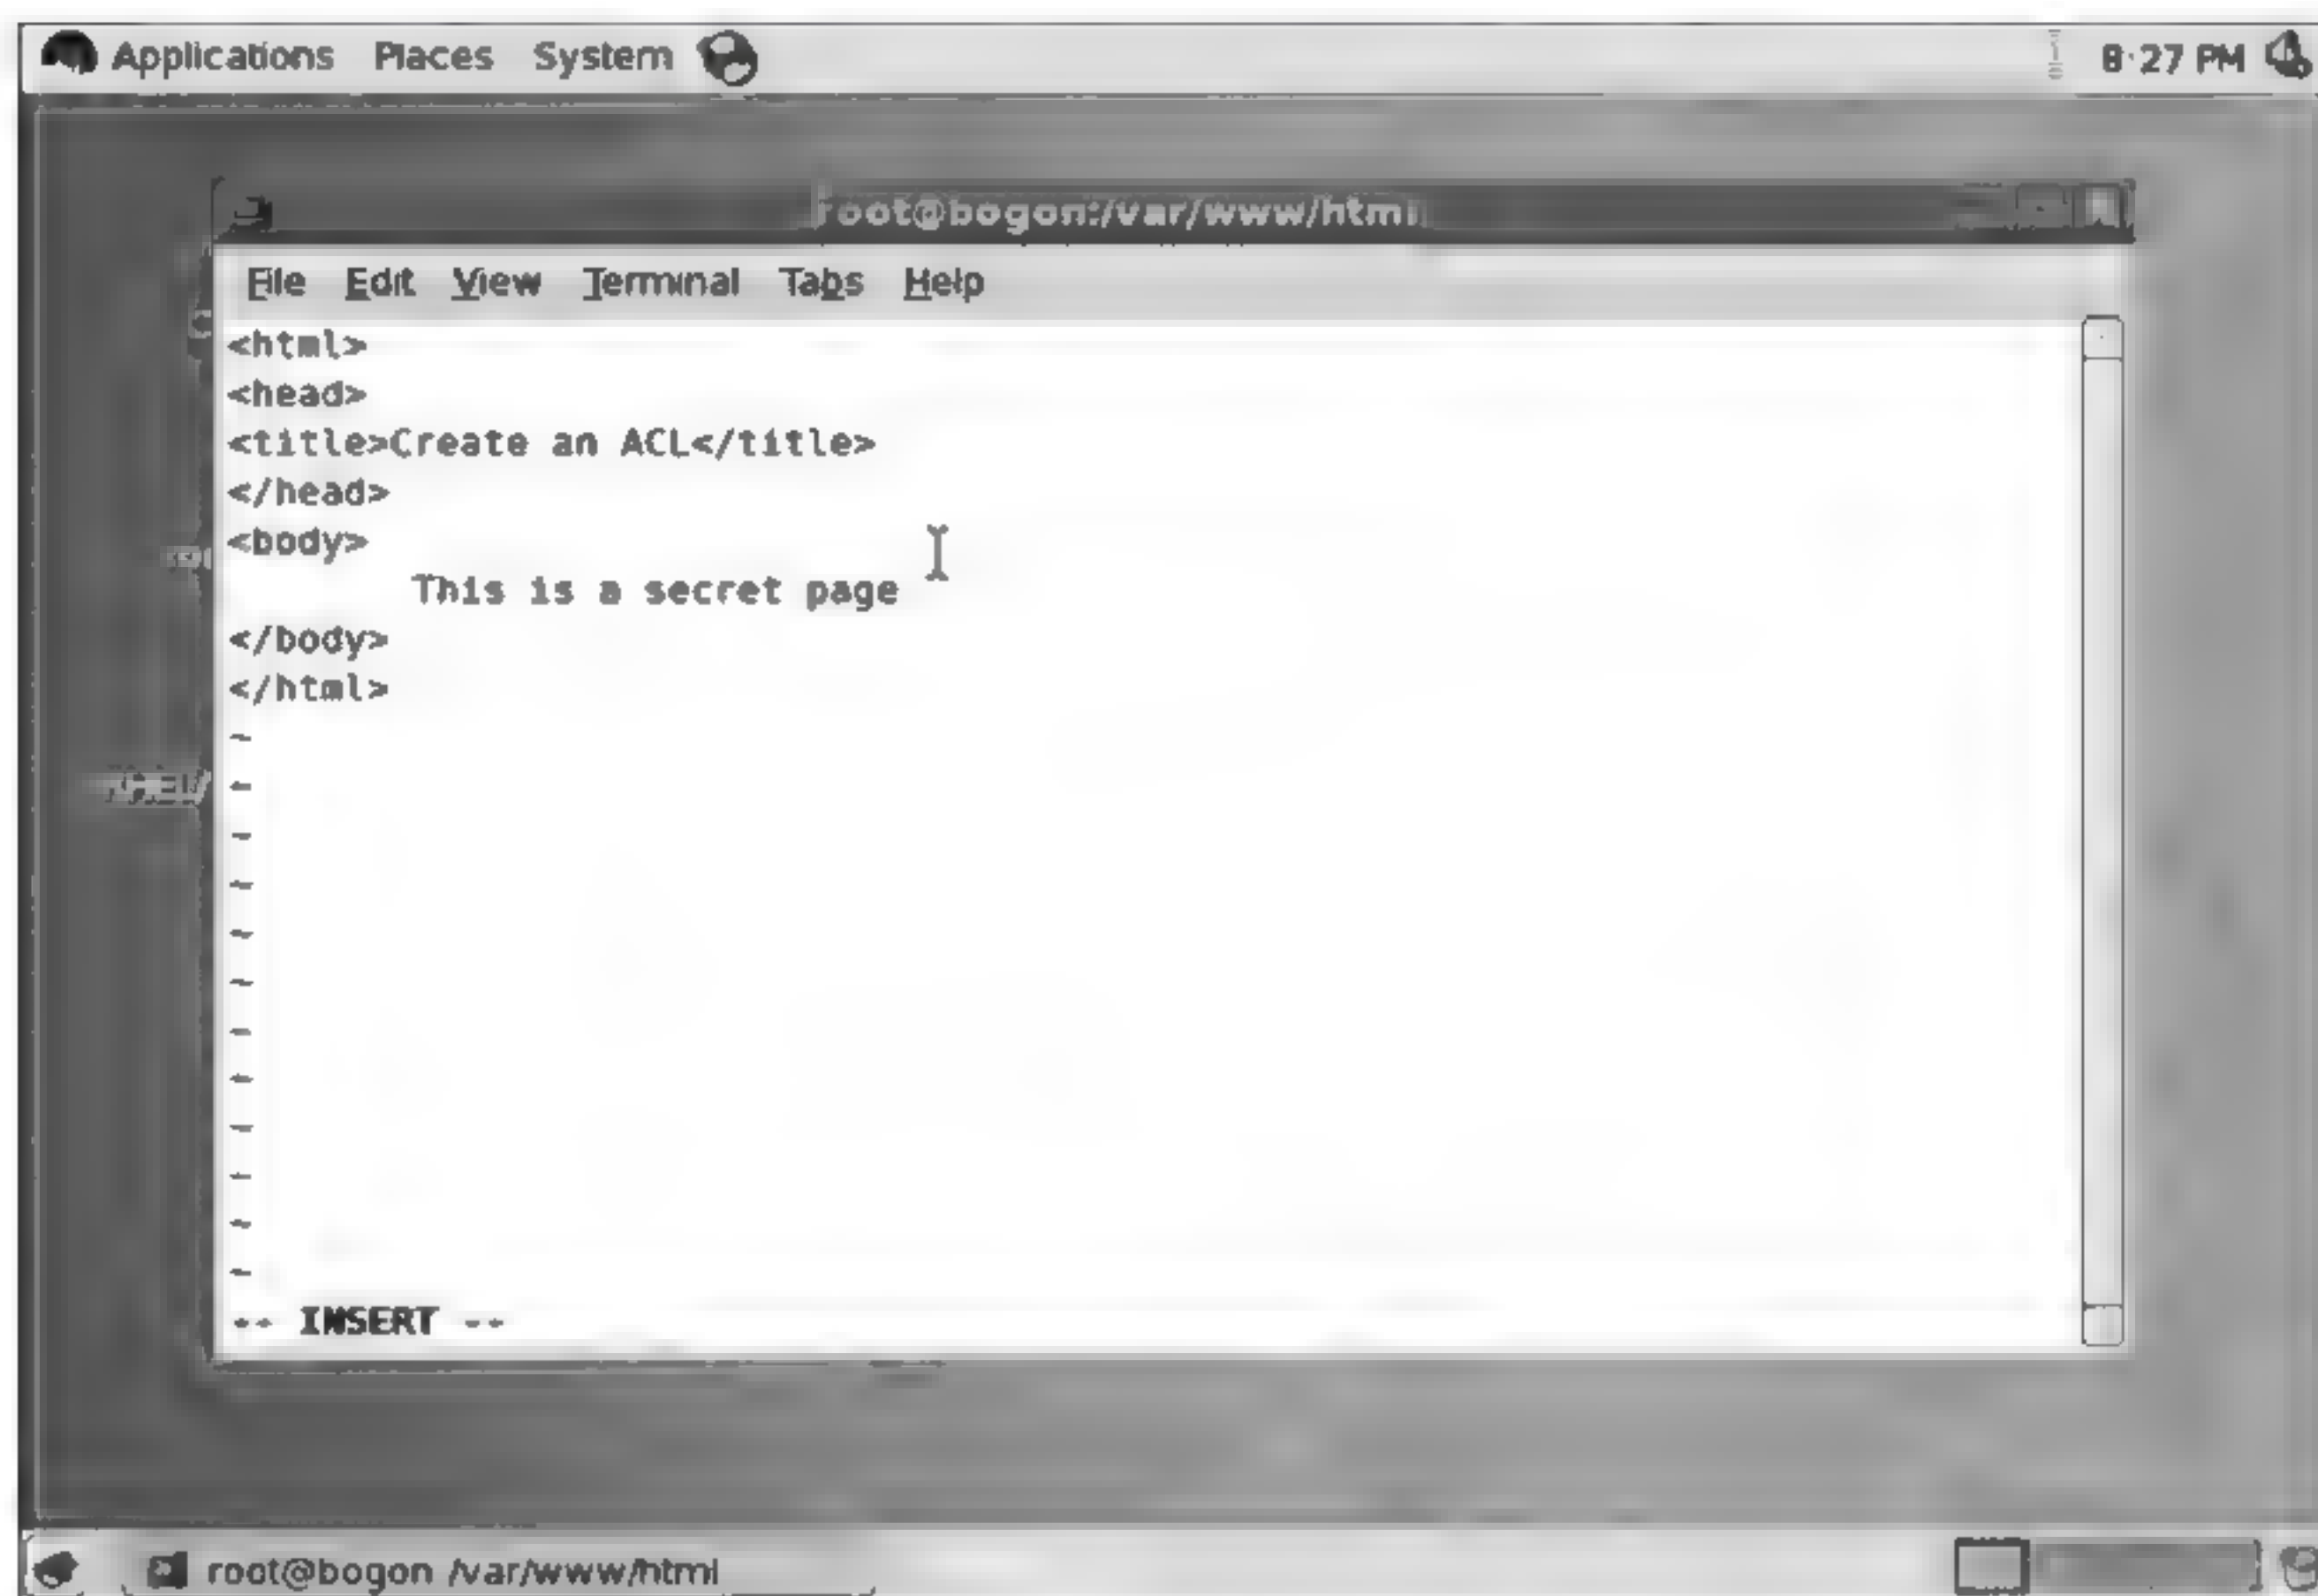 Applications Places System 8:27 PM
root@bogon:/var/www/html
File Edit View Terminal Tabs Help
<html>
<head>
<title>Create an ACL</title>
</head>
<body>
This is a secret page
</body>
</html>
~
~
~
~
~
~
~
~
~
~
~
~
-- INSERT --
root@bogon:/var/www/html